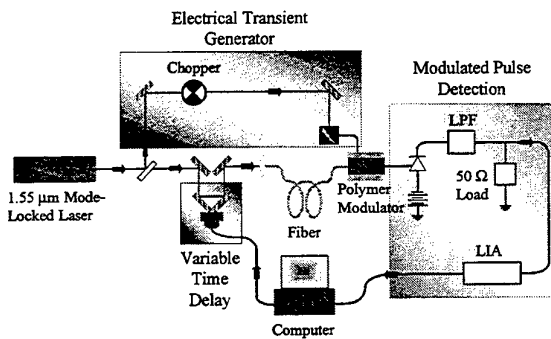 Electrical Transient
Generator
Chopper
Modulated Pulse
Detection
LPF
50 Ω
Load
1.55 µm Mode-
Locked Laser
Polymer
Modulator
Fiber
Variable
Time
Delay
LIA
Computer